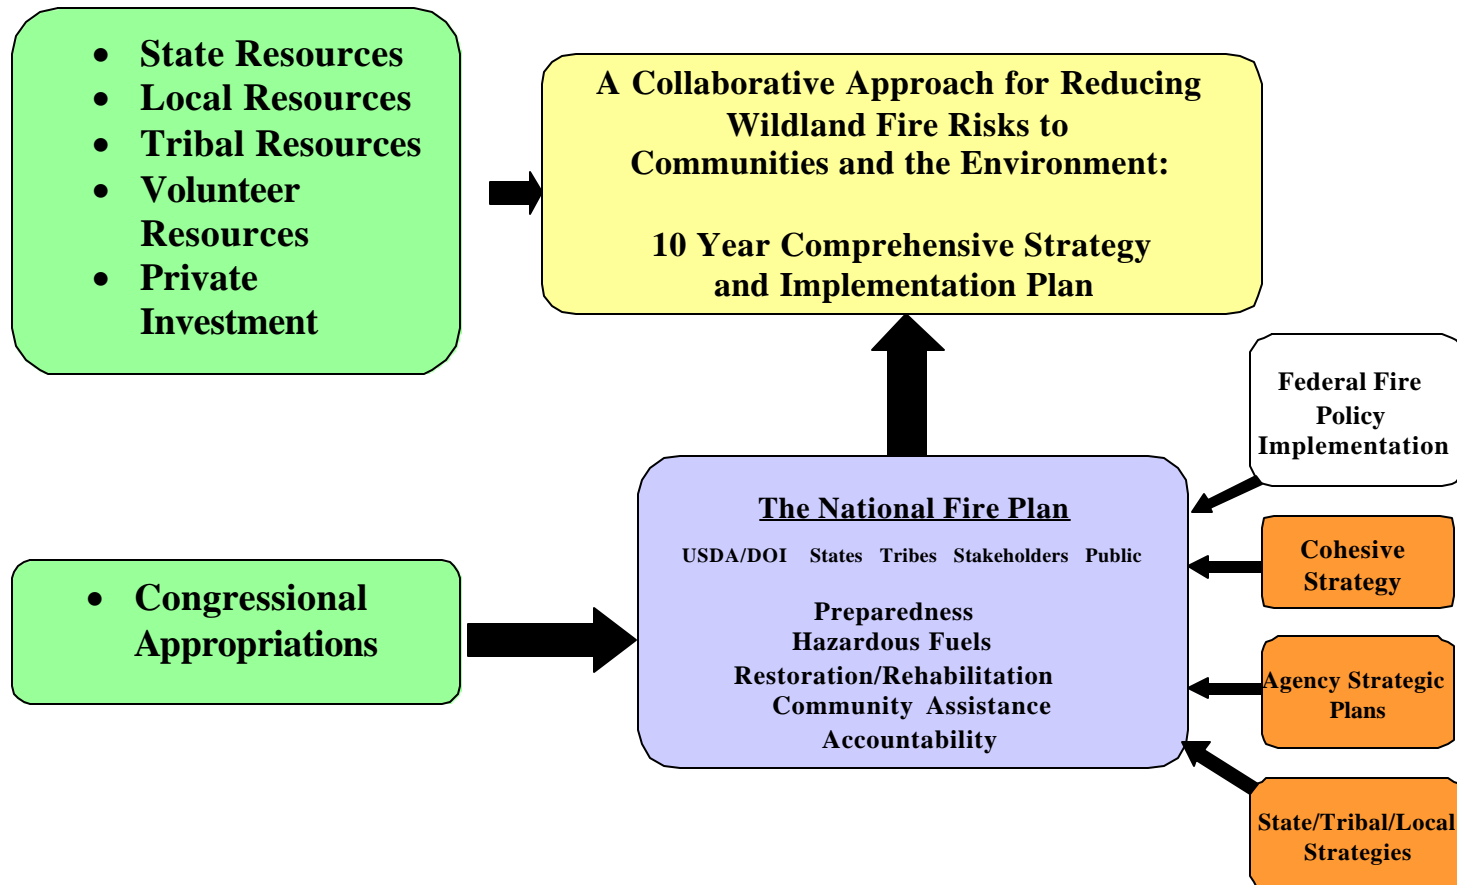 • State Resources
• Local Resources
• Tribal Resources
• Volunteer
Resources
• Private
Investment
A Collaborative Approach for Reducing
Wildland Fire Risks to
Communities and the Environment:
10 Year Comprehensive Strategy
and Implementation Plan
Federal Fire
Policy
Implementation
• Congressional
Appropriations
The National Fire Plan
USDA/DOI States Tribes Stakeholders Public
Preparedness
Hazardous Fuels
Restoration/Rehabilitation
Community Assistance
Accountability
Cohesive
Strategy
Agency Strategic
Plans
State/Tribal/Local
Strategies